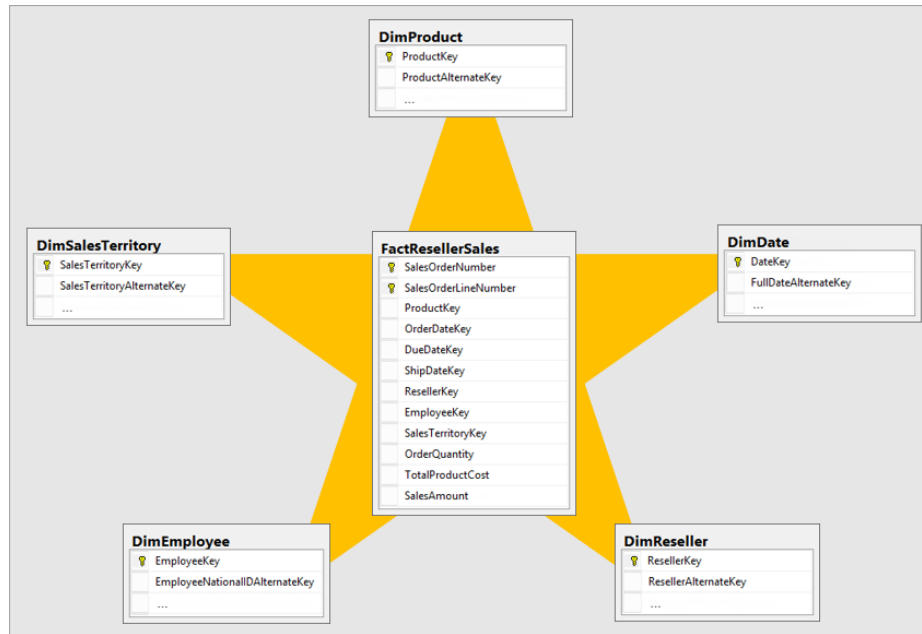 DimProduct
ProductKey
ProductAlternateKey
...
DimSalesTerritory
SalesTerritoryKey
SalesTerritoryAlternateKey
...
FactResellerSales
SalesOrderNumber
SalesOrderLineNumber
ProductKey
OrderDateKey
DueDateKey
ShipDateKey
ResellerKey
EmployeeKey
SalesTerritoryKey
OrderQuantity
TotalProductCost
SalesAmount
DimDate
DateKey
FullDateAlternateKey
...
DimEmployee
EmployeeKey
EmployeeNationalIDAlternateKey
...
DimReseller
ResellerKey
ResellerAlternateKey
...